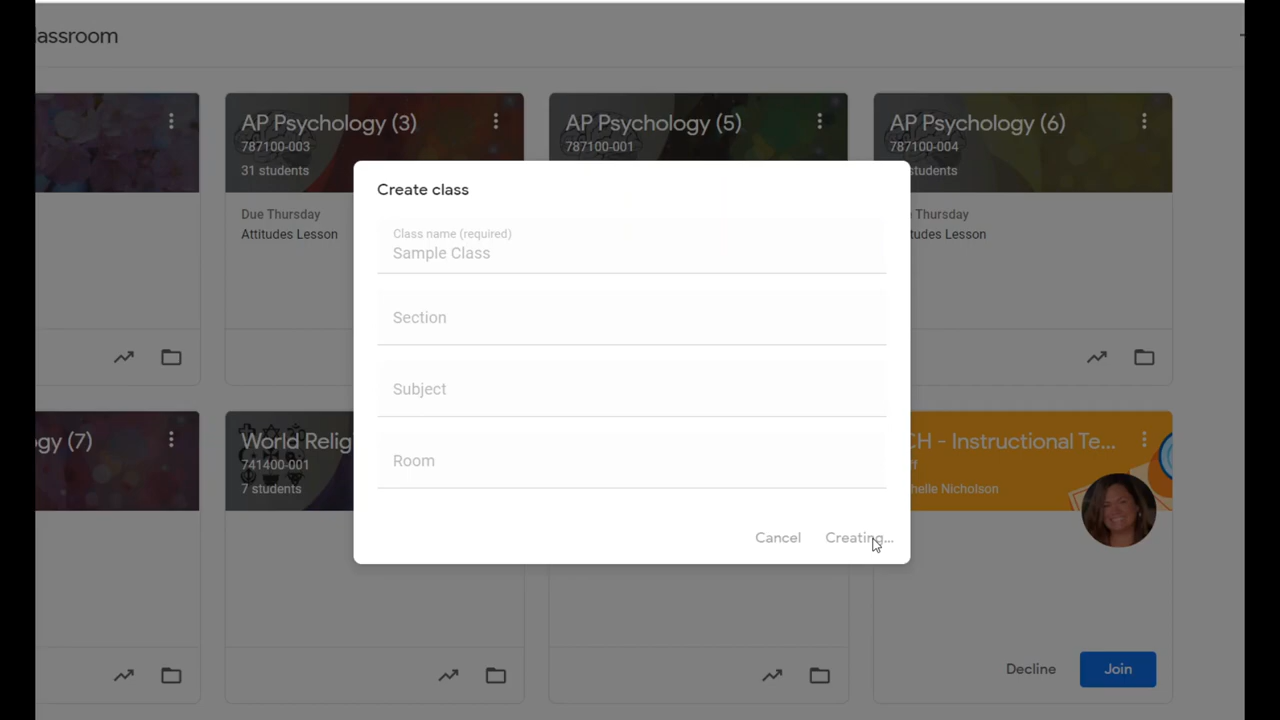 assroom
AP Psychology (3)
787100-003
31 students
Due Thursday
Attitudes Lesson
AP Psychology (5)
787100-001
AP Psychology (6)
787100-004
students
Thursday
tudes Lesson
Create class
Class name (required)
Sample Class
Section
Subject
Room
Cancel
Creating...
gy (7)
World Relig
741400-001
7 students
CH - Instructional Te...
helle Nicholson
Decline
Join